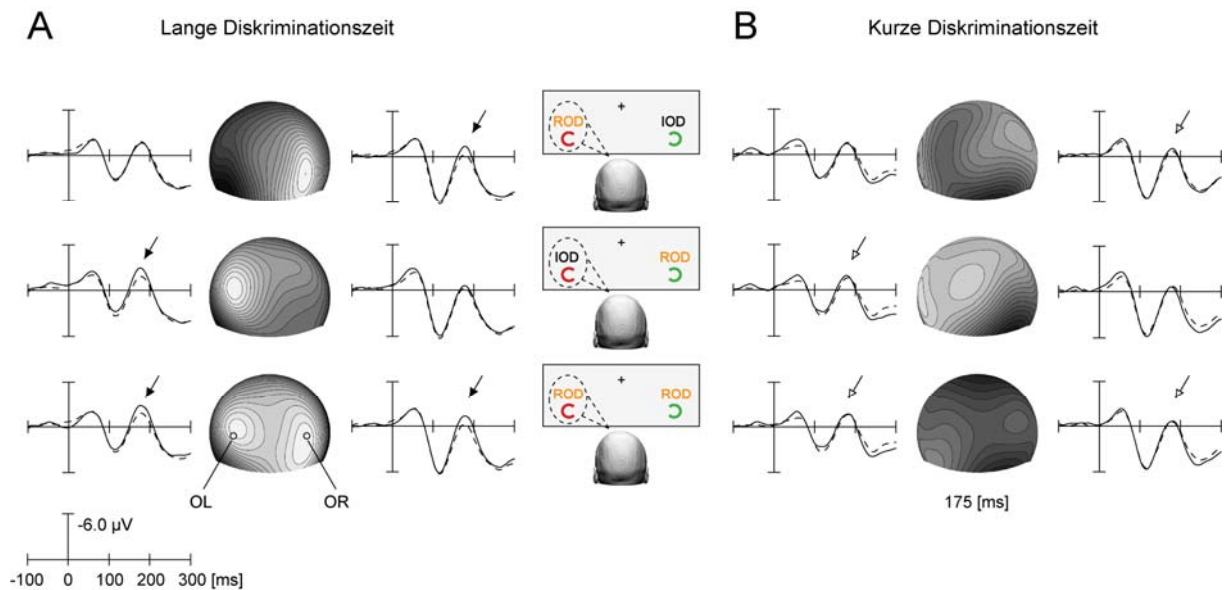 A
Lange Diskriminationszeit
B
Kurze Diskriminationszeit
ROD
IOD
+
IOD
ROD
+
ROD
ROD
+
OL
OR
175 [ms]
-6.0 µV
-100 0 100 200 300 [ms]